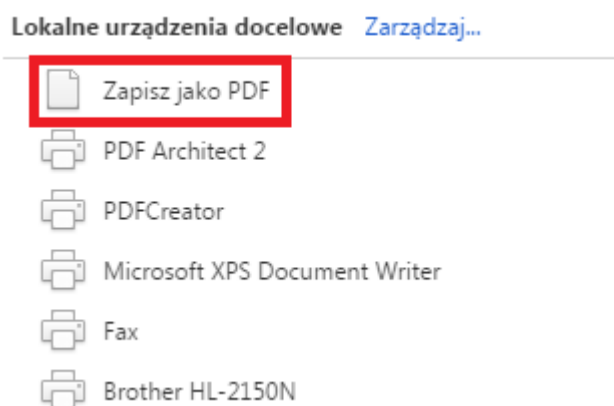 Lokalne urządzenia docelowe Zarządzaj...
Zapisz jako PDF
PDF Architect 2
PDFCreator
Microsoft XPS Document Writer
Fax
Brother HL-2150N